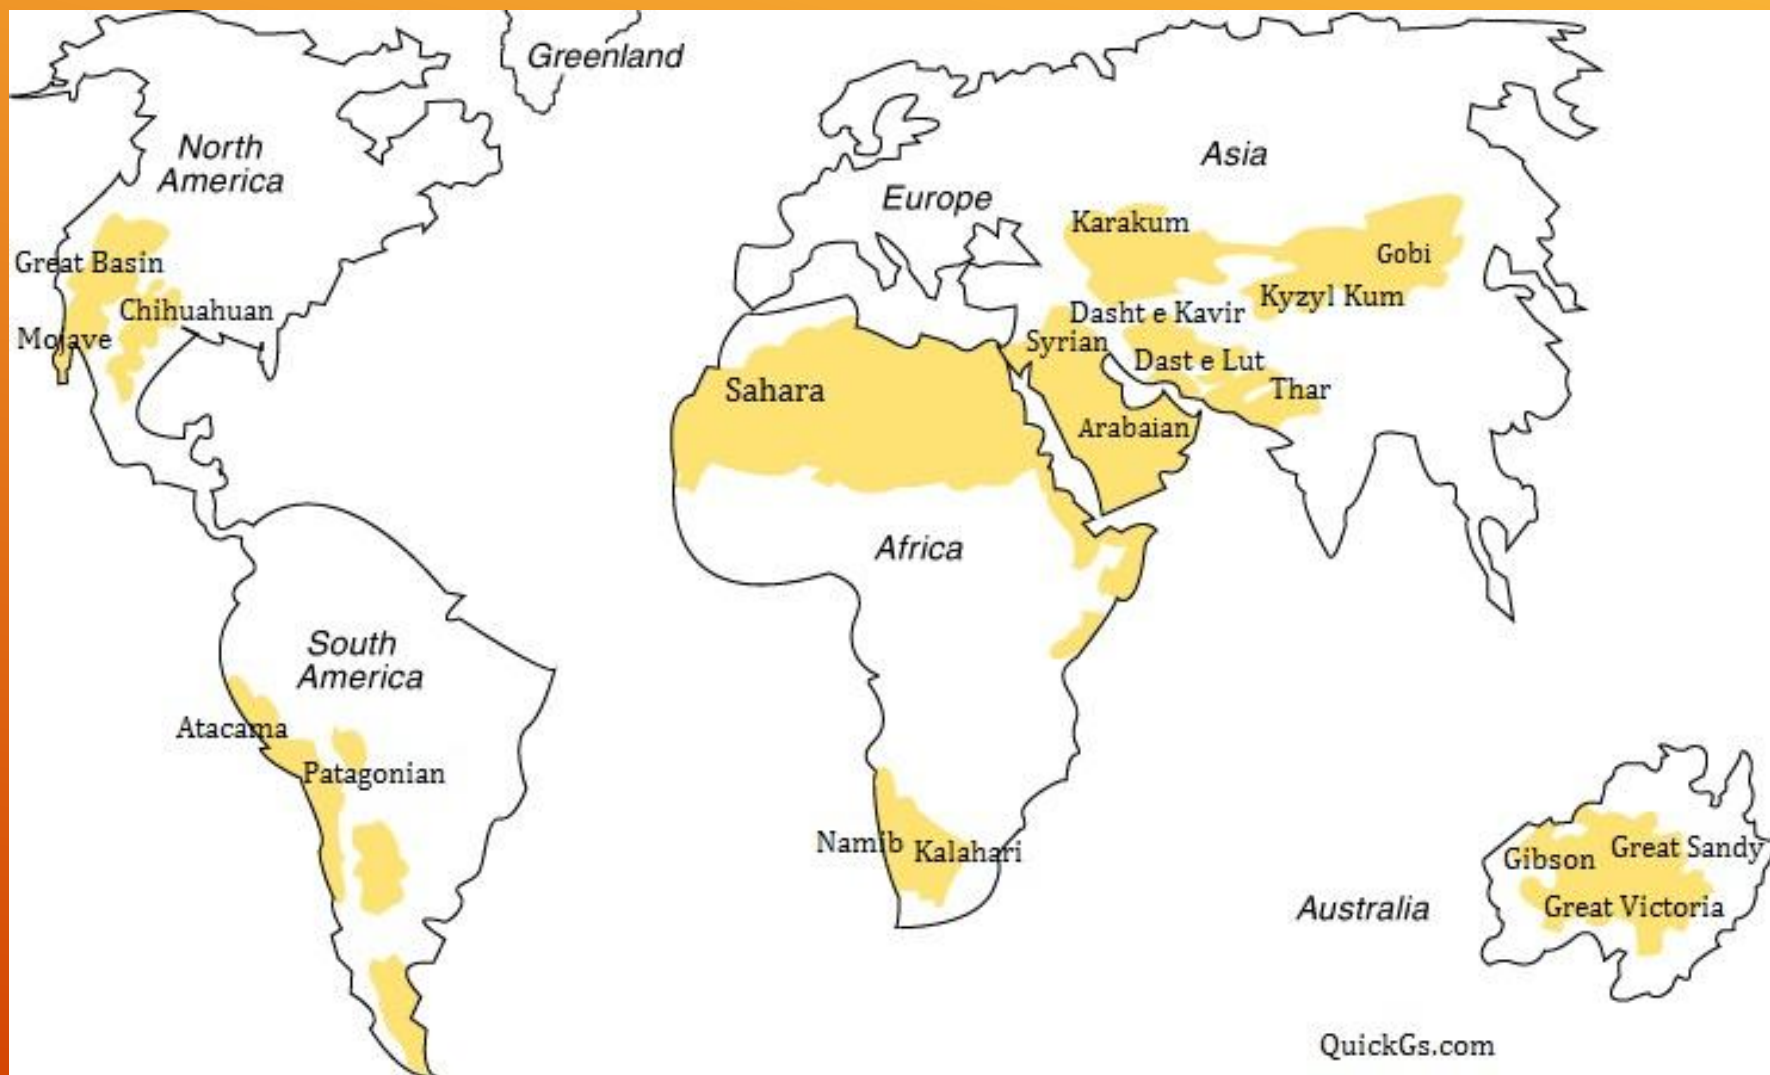 Greenland
North
America
Asia
Europe
Karakum
Gobi
Great Basin
Kyzyl Kum
Chihuahuan
Dasht e Kavir
Mojave
Syrian
Dast e Lut
Sahara
Thar
Arabaian
Africa
South
America
Atacama
Patagonian
Namib
Kalahari
Gibson
Great Sandy
Australia
Great Victoria
QuickGs.com